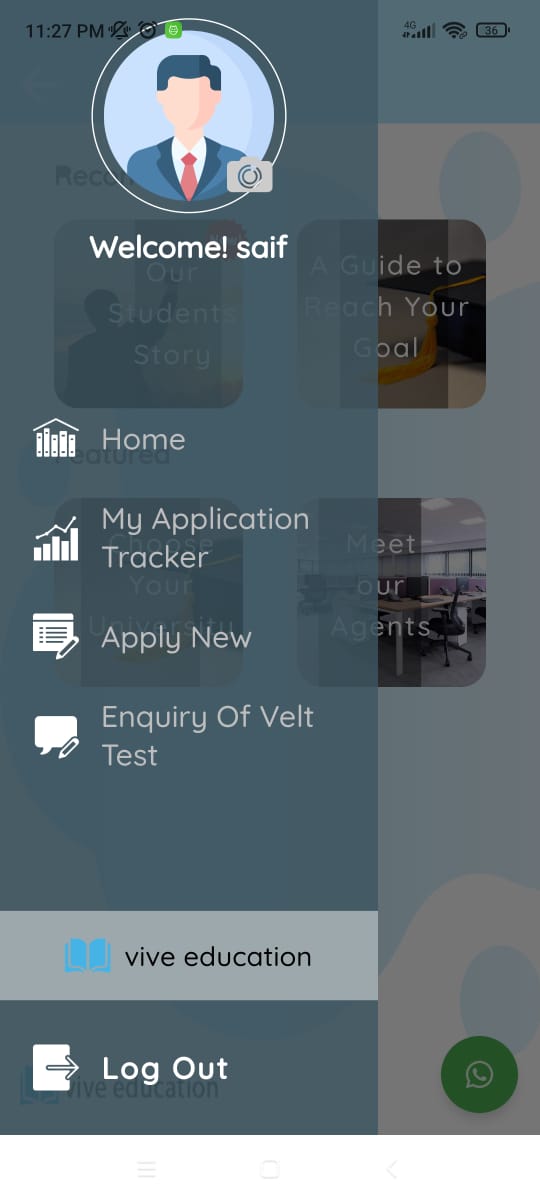 11:27 PM
4G
36
Recom
Welcome! saif
Our
Students
Story
A Guide to
Reach Your
Goal
Home
Featured
My Application
Tracker
Choose
Your
University
Meet
our
Agents
Apply New
Enquiry Of Velt
Test
vive education
Log Out
vive education